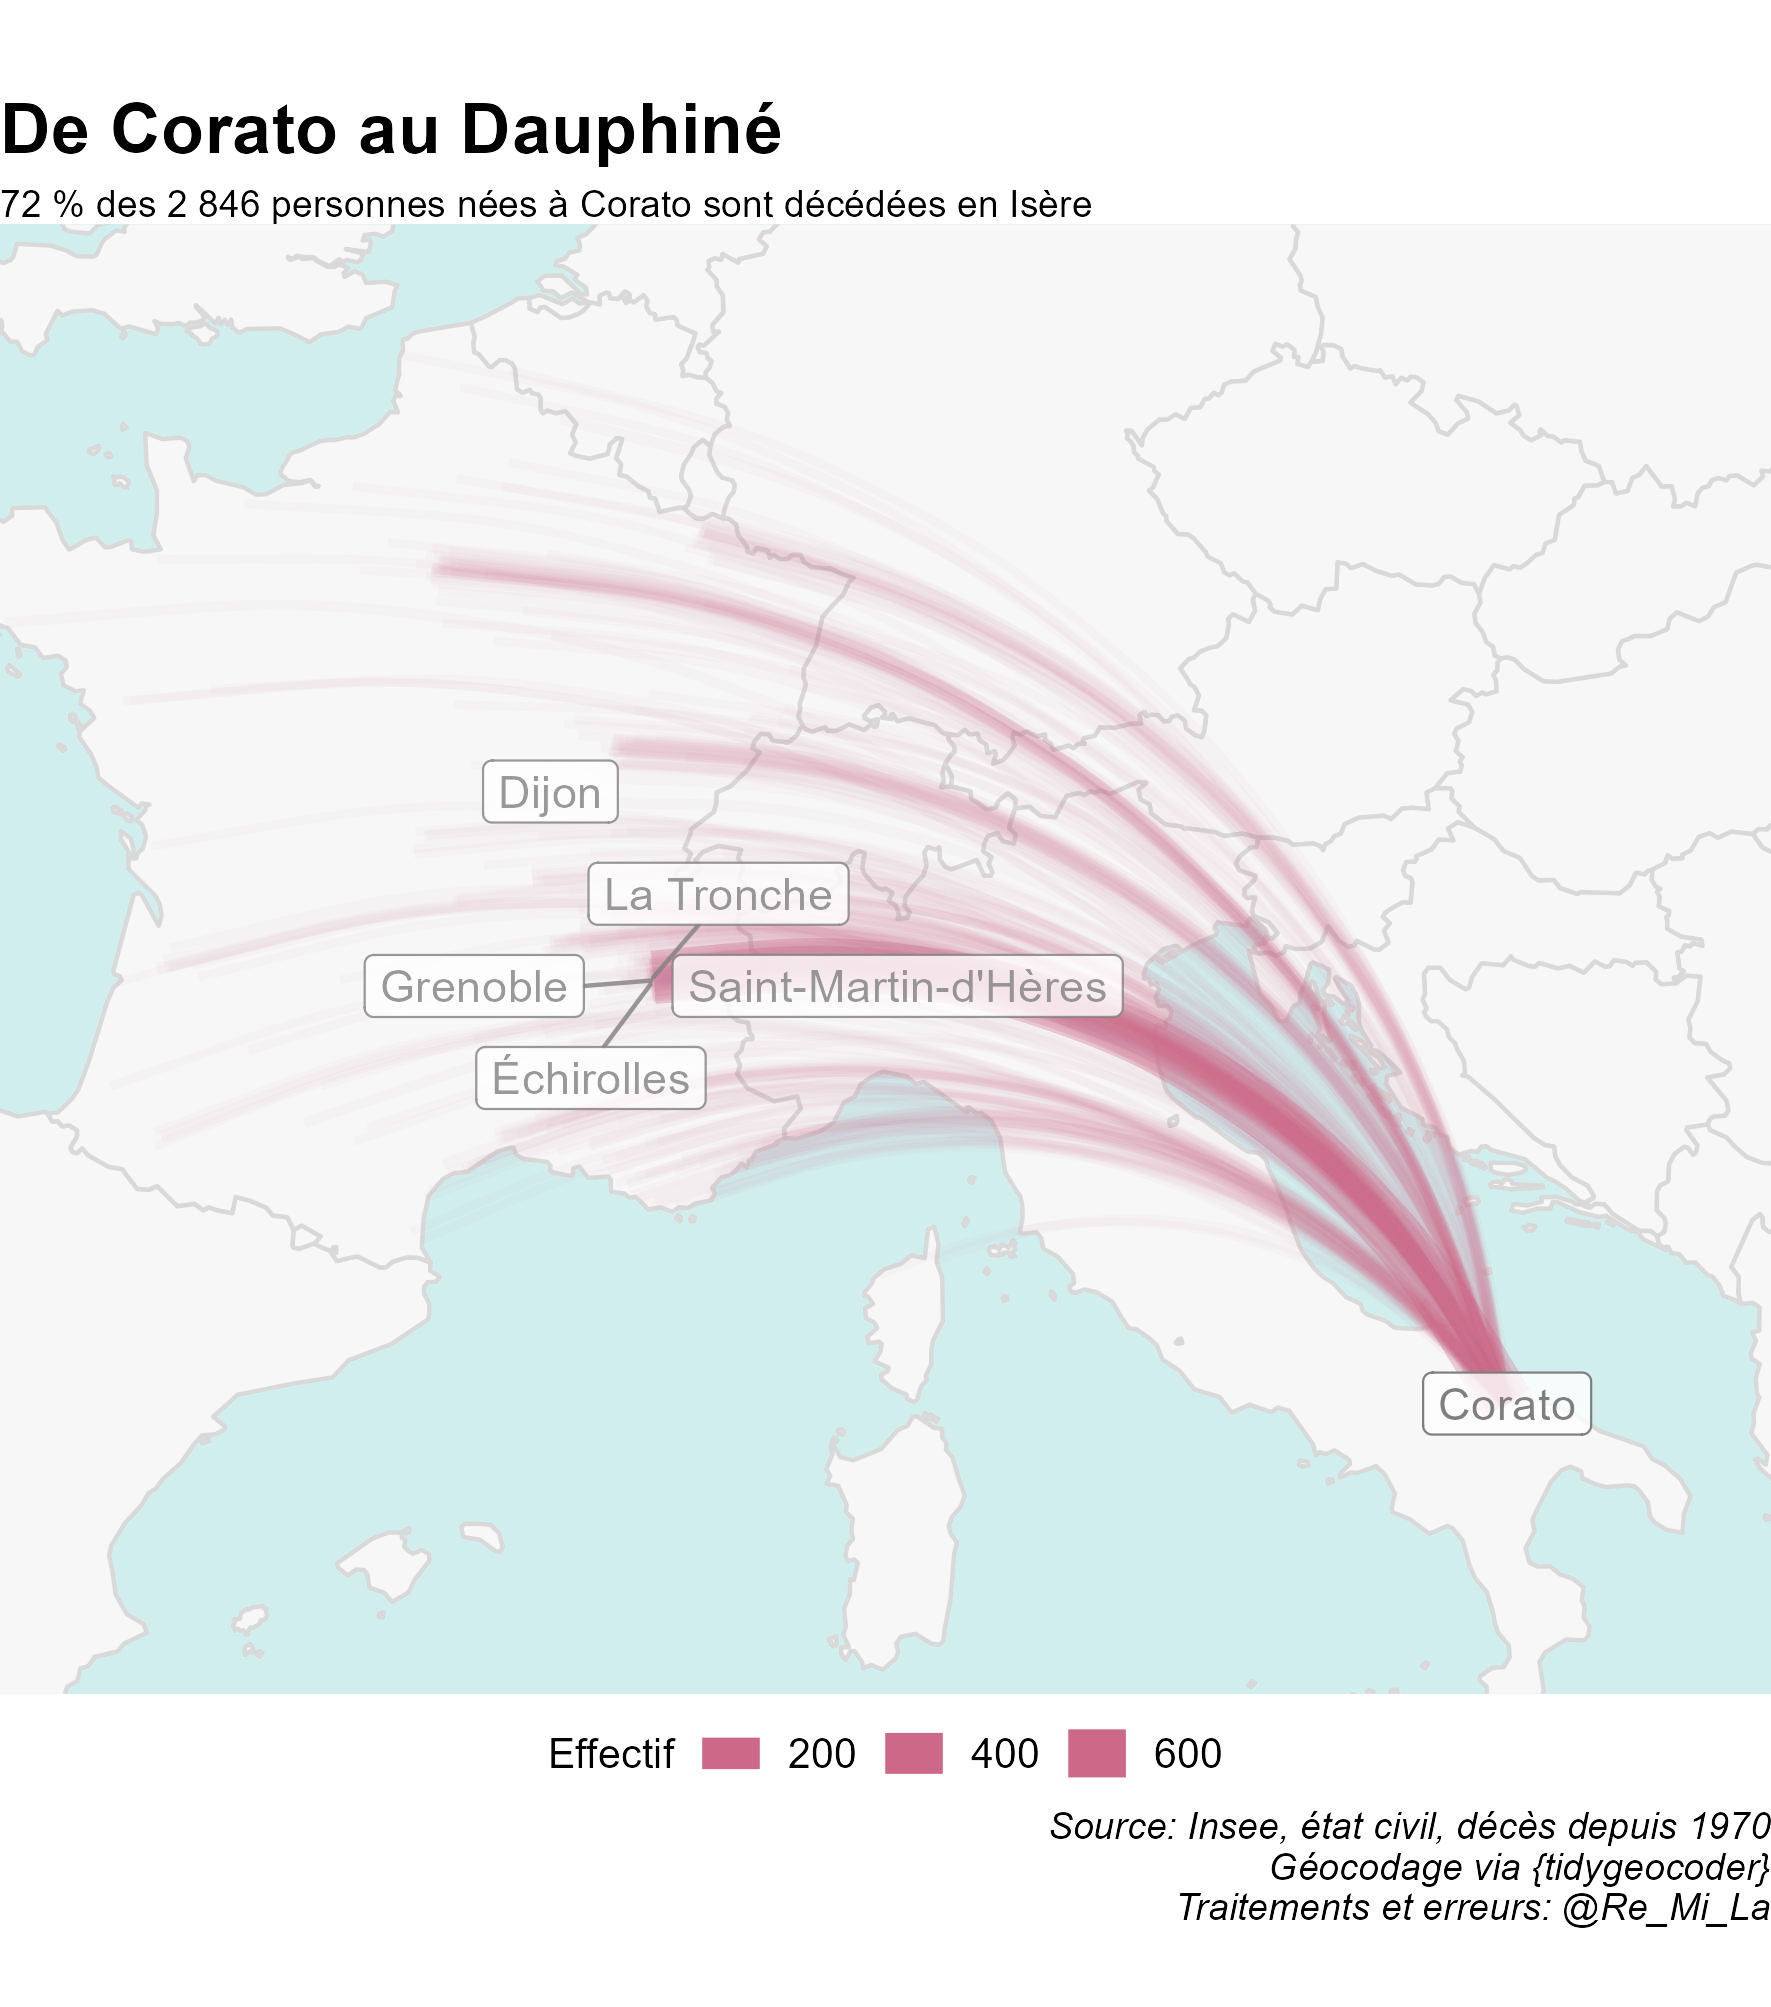 De Corato au Dauphiné
72 % des 2 846 personnes nées à Corato sont décédées en Isère
Dijon
La Tronche
Grenoble
Saint-Martin-d'Hères
Échirolles
Corato
Effectif 200 400 600
Source: Insee, état civil, décès depuis 1970
Géocodage via {tidygeocoder}
Traitements et erreurs: @Re_Mi_La